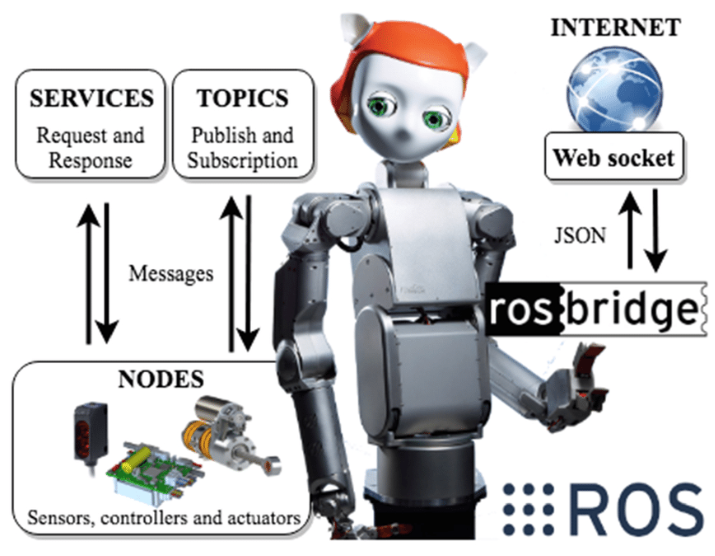 SERVICES
Request and
Response
TOPICS
Publish and
Subscription
Messages
NODES
Sensors, controllers and actuators
INTERNET
Web socket
JSON
rosbridge
ROS